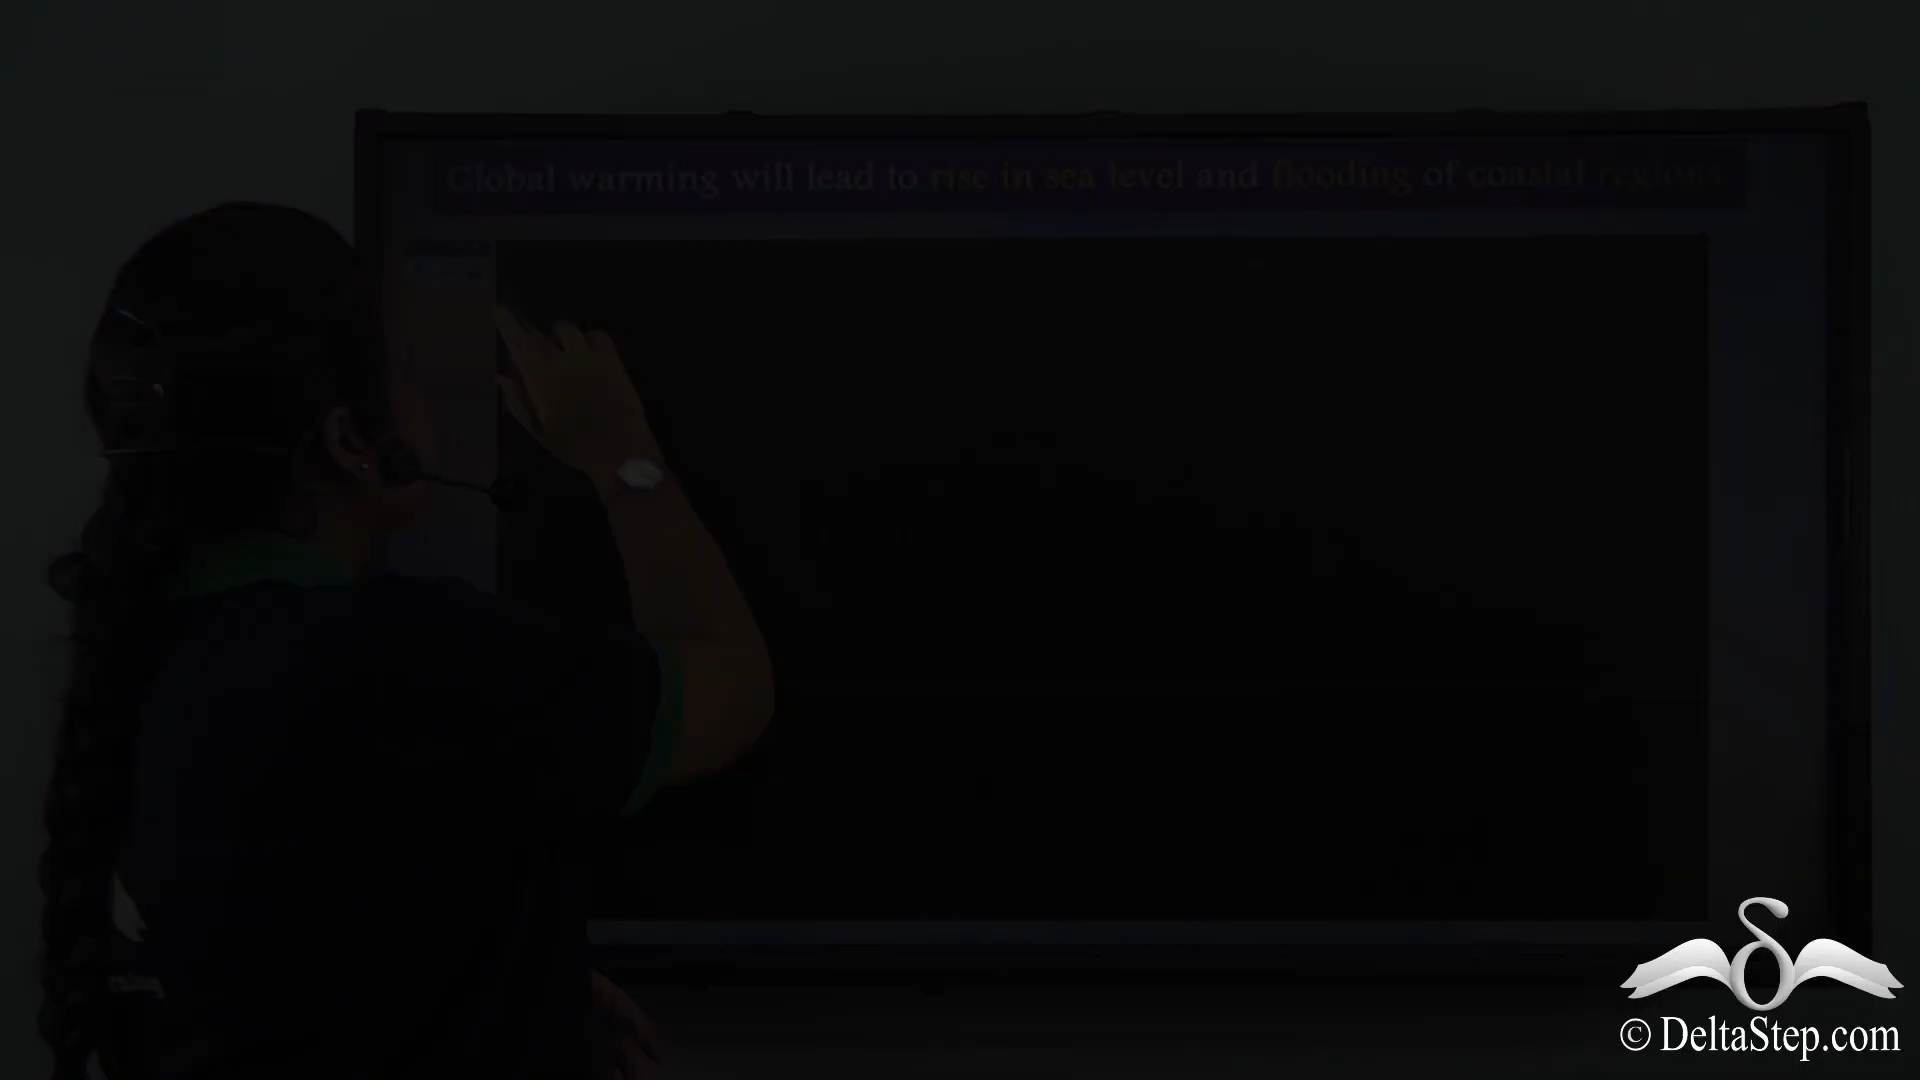 Global warming will lead to rise in sea level and flooding of coastal regions
© DeltaStep.com